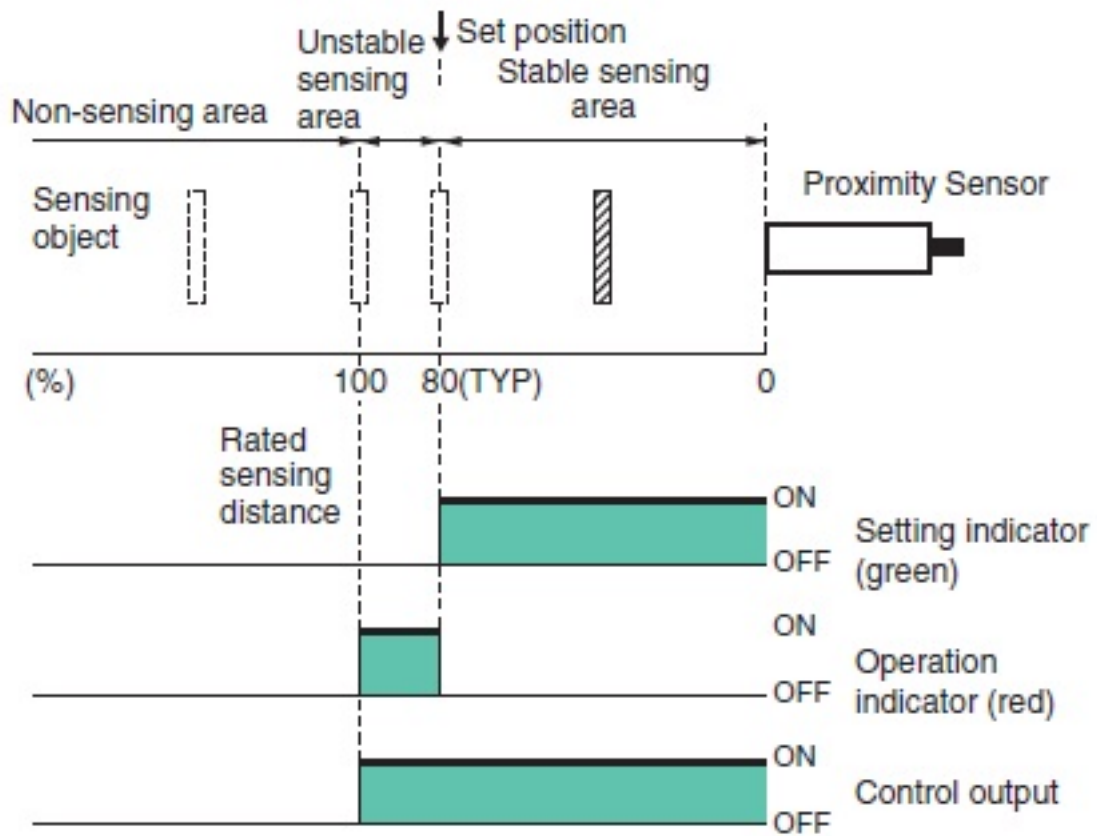 Unstable
sensing
area
Set position
Stable sensing
area
Non-sensing area
Sensing
object
Proximity Sensor
(%)
100
80(TYP)
0
Rated
sensing
distance
ON
OFF
Setting indicator
(green)
ON
OFF
Operation
indicator (red)
ON
OFF
Control output